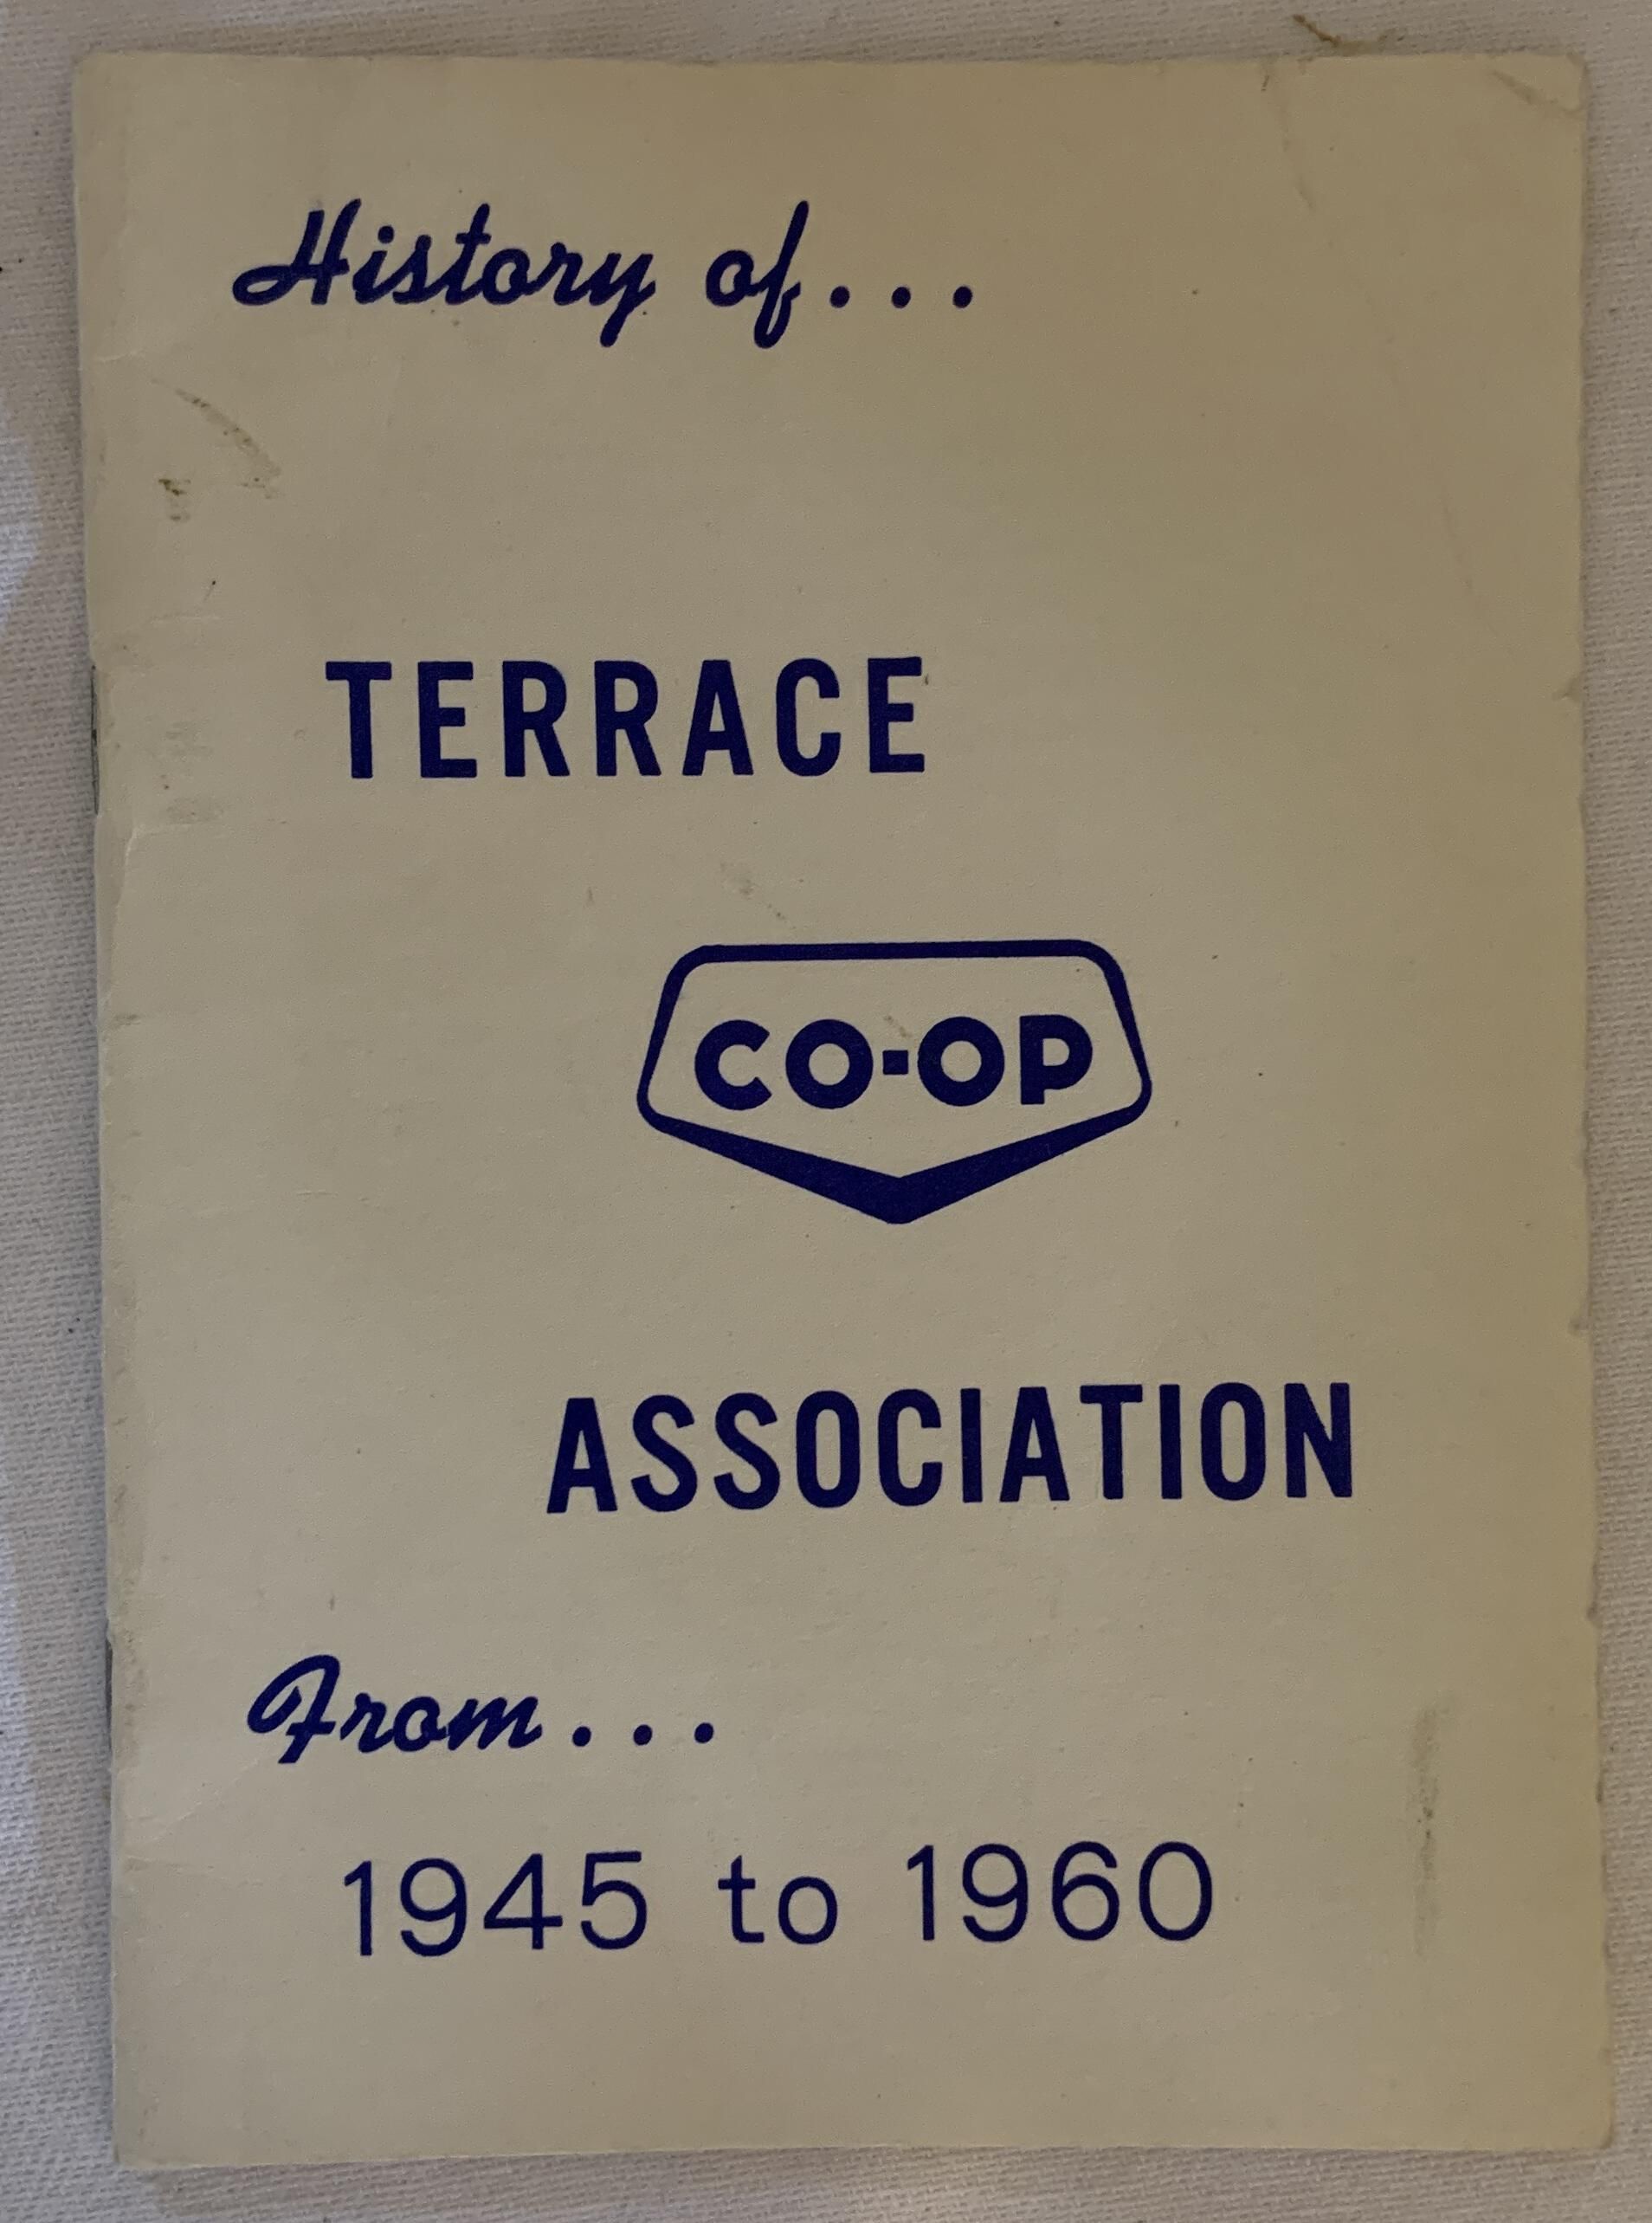 History of...
TERRACE
CO-OP
ASSOCIATION
From...
1945 to 1960